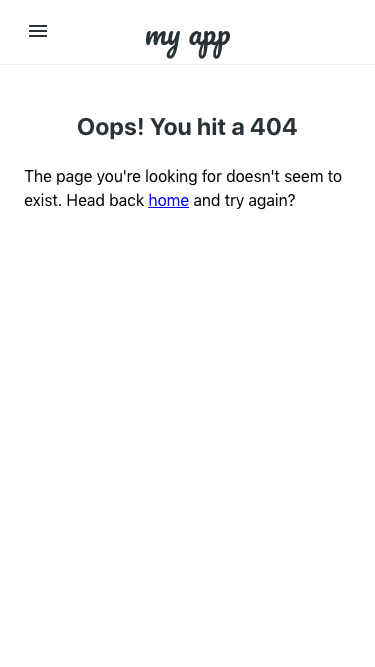 my app
Oops! You hit a 404
The page you're looking for doesn't seem to
exist. Head back home and try again?